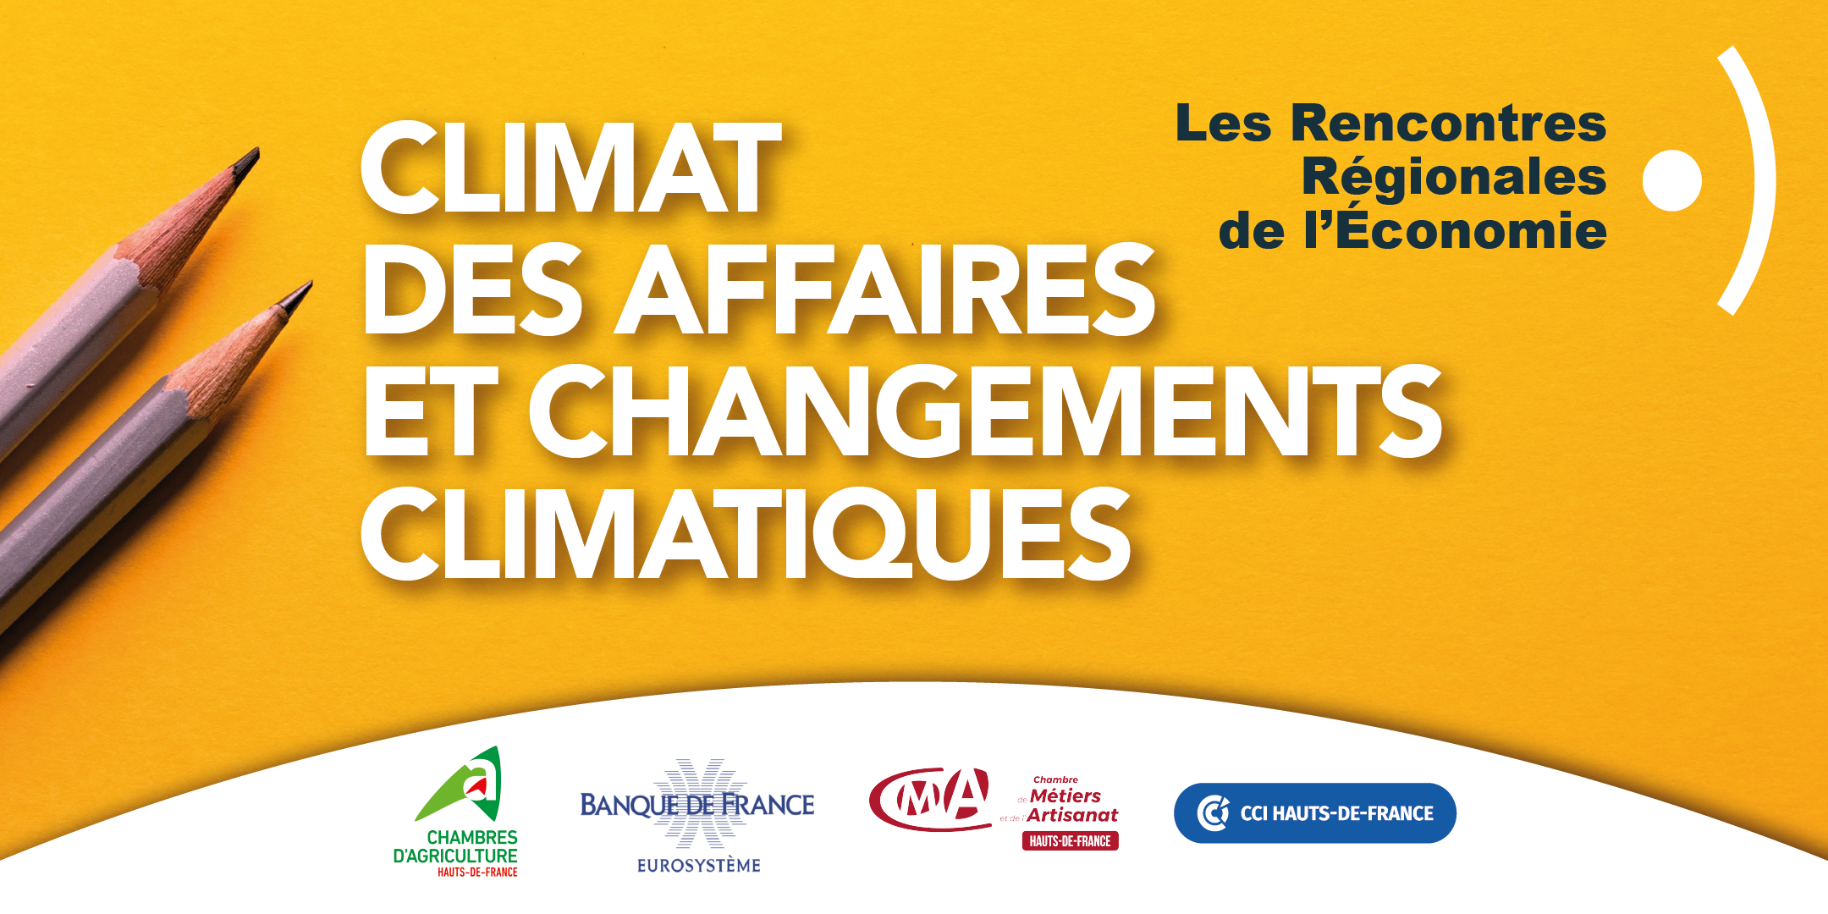 CLIMAT
DES AFFAIRES
ET CHANGEMENTS
CLIMATIQUES
Les Rencontres
Régionales
de l'Économie
CHAMBRES
D'AGRICULTURE
HAUTS-DE-FRANCE
BANQUE DE FRANCE
EUROSYSTÈME
CMA
Chambre
de Métiers
et de l'Artisanat
HAUTS-DE-FRANCE
CCI HAUTS-DE-FRANCE